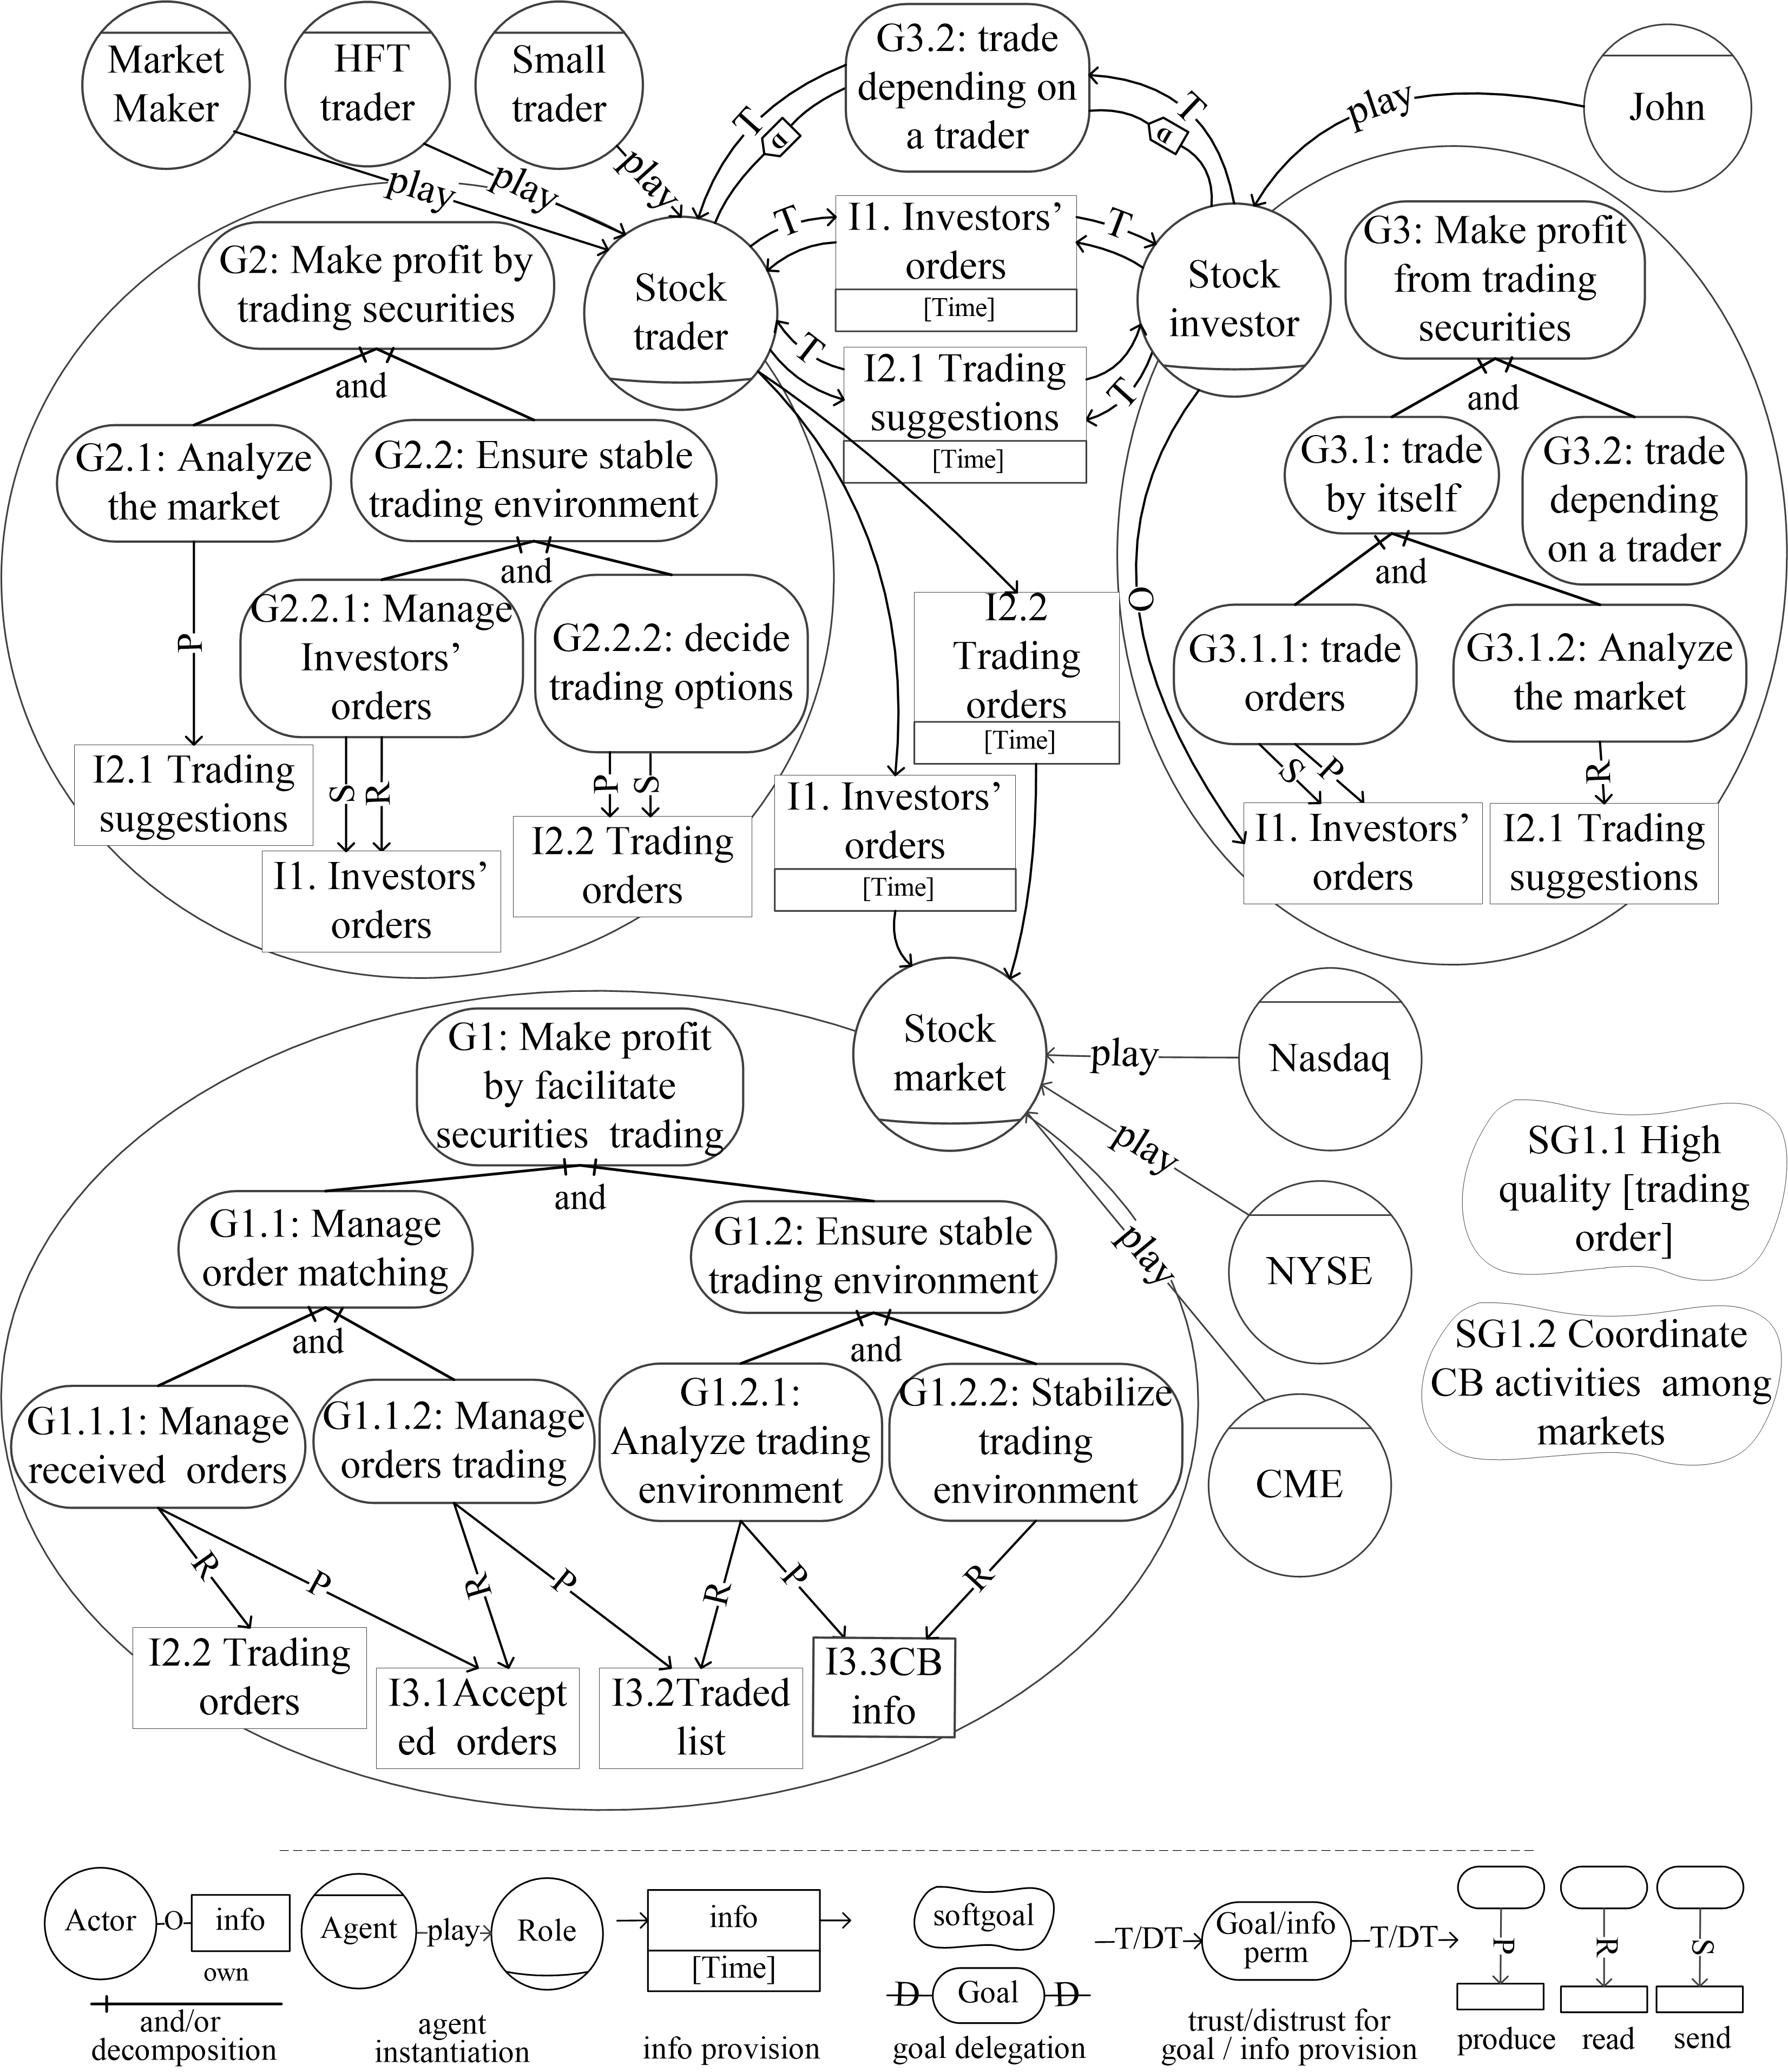 Market
Maker
HFT
trader
Small
trader
G3.2: trade
depending on
a trader
John
play
play
play
play
T
D
T
D
G2: Make profit by
trading securities
and
Stock
trader
T
I1. Investors’
orders
[Time]
T
Stock
investor
T
I2.1 Trading
suggestions
[Time]
T
G3: Make profit
from trading
securities
and
G2.1: Analyze
the market
G2.2: Ensure stable
trading environment
and
G3.1: trade
by itself
G3.2: trade
depending
on a trader
and
G2.2.1: Manage
Investors’
orders
G2.2.2: decide
trading options
P
I2.2
Trading
orders
[Time]
O
G3.1.1: trade
orders
G3.1.2: Analyze
the market
S
R
P
S
S
P
R
I2.1 Trading
suggestions
I1. Investors’
orders
I2.2 Trading
orders
I1. Investors’
orders
[Time]
I1. Investors’
orders
I2.1 Trading
suggestions
G1: Make profit
by facilitate
securities trading
and
Stock
market
play
Nasdaq
play
NYSE
play
CME
SG1.1 High
quality [trading
order]
SG1.2 Coordinate
CB activities among
markets
G1.1: Manage
order matching
and
G1.2: Ensure stable
trading environment
and
G1.1.1: Manage
received orders
G1.1.2: Manage
orders trading
G1.2.1:
Analyze trading
environment
G1.2.2: Stabilize
trading
environment
R
P
R
P
R
P
R
I2.2 Trading
orders
I3.1Accept
ed orders
I3.2Traded
list
I3.3CB
info
Actor
O
info
own
and/or
decomposition
Agent
play
Role
agent
instantiation
info
[Time]
info provision
softgoal
D
Goal
D
goal delegation
T/DT
Goal/info
perm
T/DT
trust/distrust for
goal / info provision
P
R
S
produce
read
send